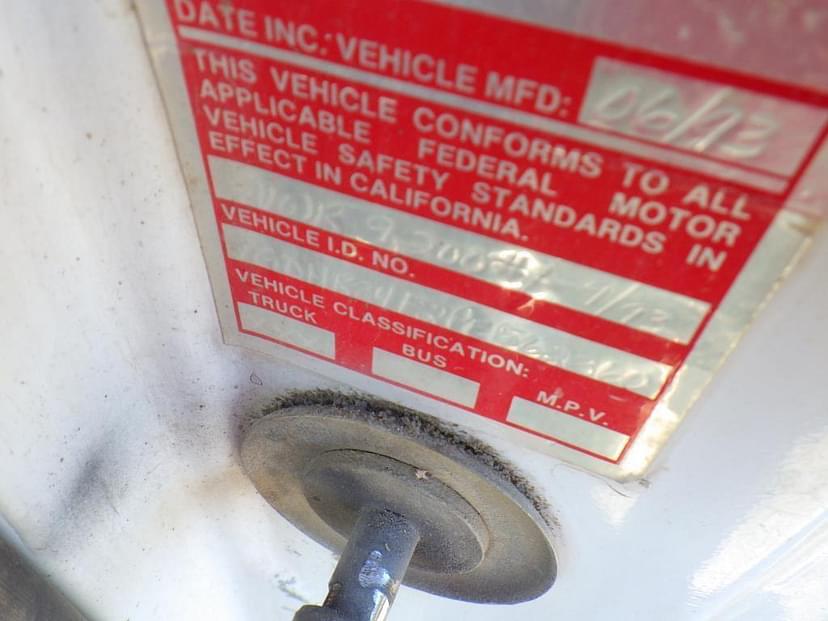 DATE INC. VEHICLE MFD: 06/93
THIS VEHICLE CONFORMS TO ALL
APPLICABLE FEDERAL MOTOR
VEHICLE SAFETY STANDARDS IN
EFFECT IN CALIFORNIA.
VEHICLE I.D. NO.
VEHICLE CLASSIFICATION:
TRUCK BUS M.P.V.